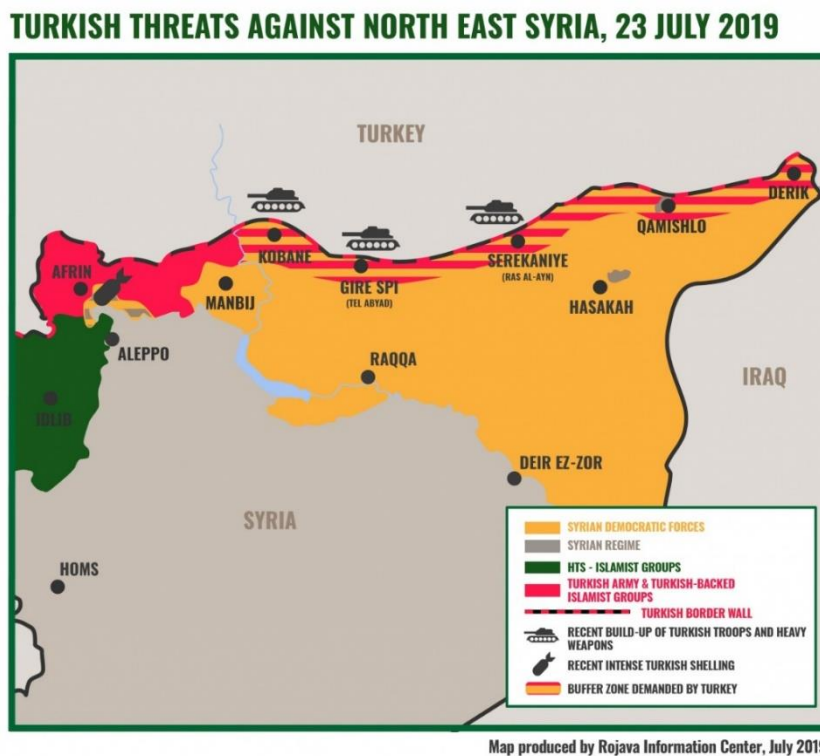 TURKISH THREATS AGAINST NORTH EAST SYRIA, 23 JULY 2019
TURKEY
DERIK
QAMISHLO
KOBANE
SEREKANIYE
(RAS AL-AYN)
AFRIN
GIRE SPI
(TEL ABYAD)
MANBIJ
HASAKAH
ALEPPO
RAQQA
IRAQ
IDLIB
DEIR EZ-ZOR
SYRIA
HOMS
SYRIAN DEMOCRATIC FORCES
SYRIAN REGIME
HTS - ISLAMIST GROUPS
TURKISH ARMY & TURKISH-BACKED
ISLAMIST GROUPS
TURKISH BORDER WALL
RECENT BUILD-UP OF TURKISH TROOPS AND HEAVY
WEAPONS
RECENT INTENSE TURKISH SHELLING
BUFFER ZONE DEMANDED BY TURKEY
Map produced by Rojava Information Center, July 2019